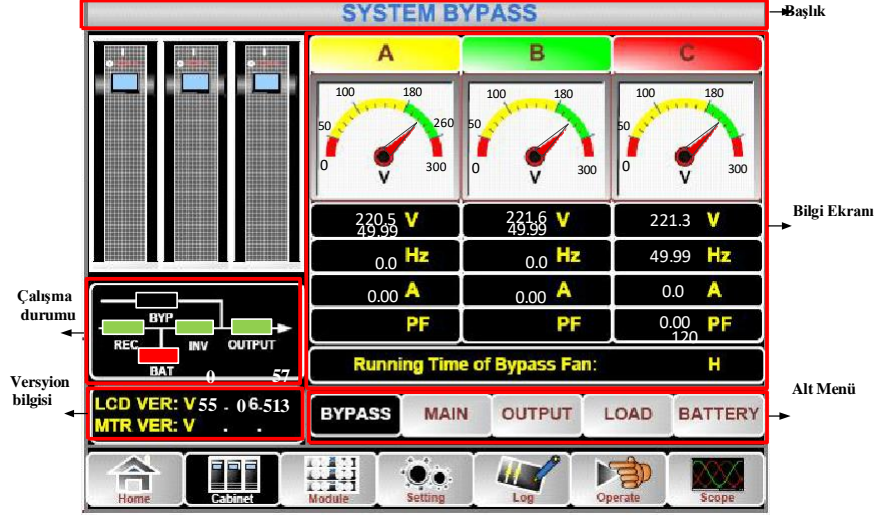 SYSTEM BYPASS
Başlık
A B C
100 180 100 180 100 180
50 260 50 50
0 300 0 300 0 300
V V V
220.5 V 221.6 V 221.3 V
49.99 49.99
0.0 Hz 0.0 Hz 49.99 Hz
0.00 A 0.00 A 0.0 A
PF PF 0.00 PF
120
Running Time of Bypass Fan: H
Bilgi Ekranı
Çalışma
durumu
BYP
REC INV OUTPUT
BAT
0 57
Versyion
bilgisi
LCD VER: V 55 . 06.513
MTR VER: V . .
BYPASS MAIN OUTPUT LOAD BATTERY
Alt Menü
Home Cabinet Module Setting Log Operate Scope